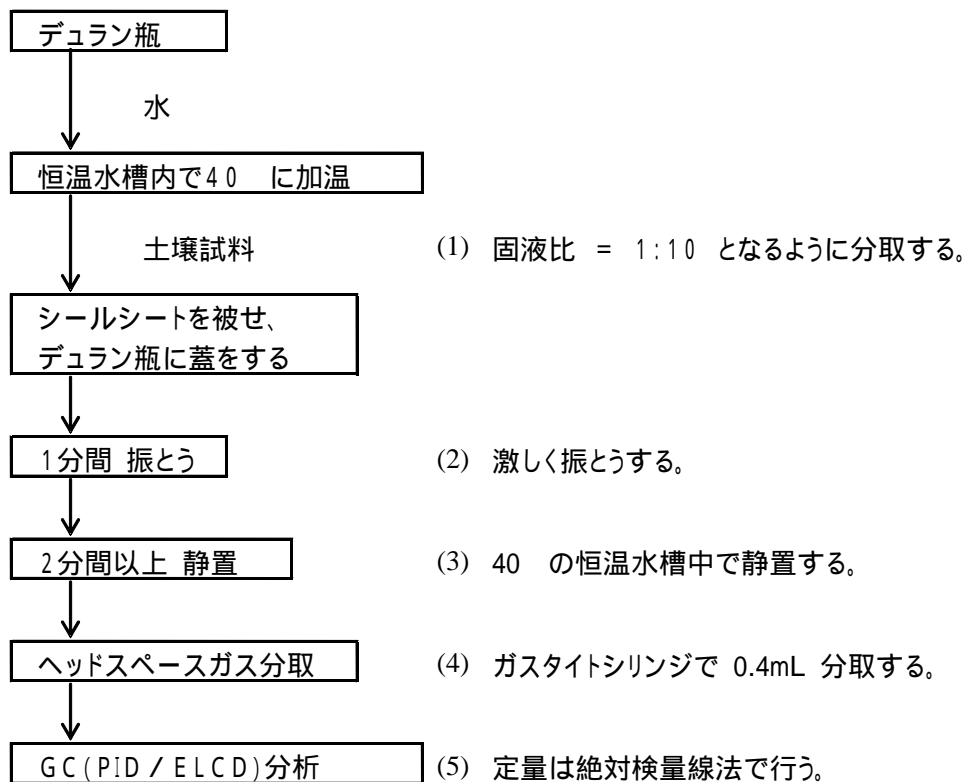 デュラン瓶
水
恒温水槽内で40 に加温
土壌試料
(1) 固液比 = 1:10 となるように分取する。
シールシートを被せ、
デュラン瓶に蓋をする
1分間 振とう
(2) 激しく振とうする。
2分間以上 静置
(3) 40 の恒温水槽中で静置する。
ヘッドスペースガス分取
(4) ガスタイトシリンジで 0.4mL 分取する。
GC(PID/ELCD)分析
(5) 定量は絶対検量線法で行う。